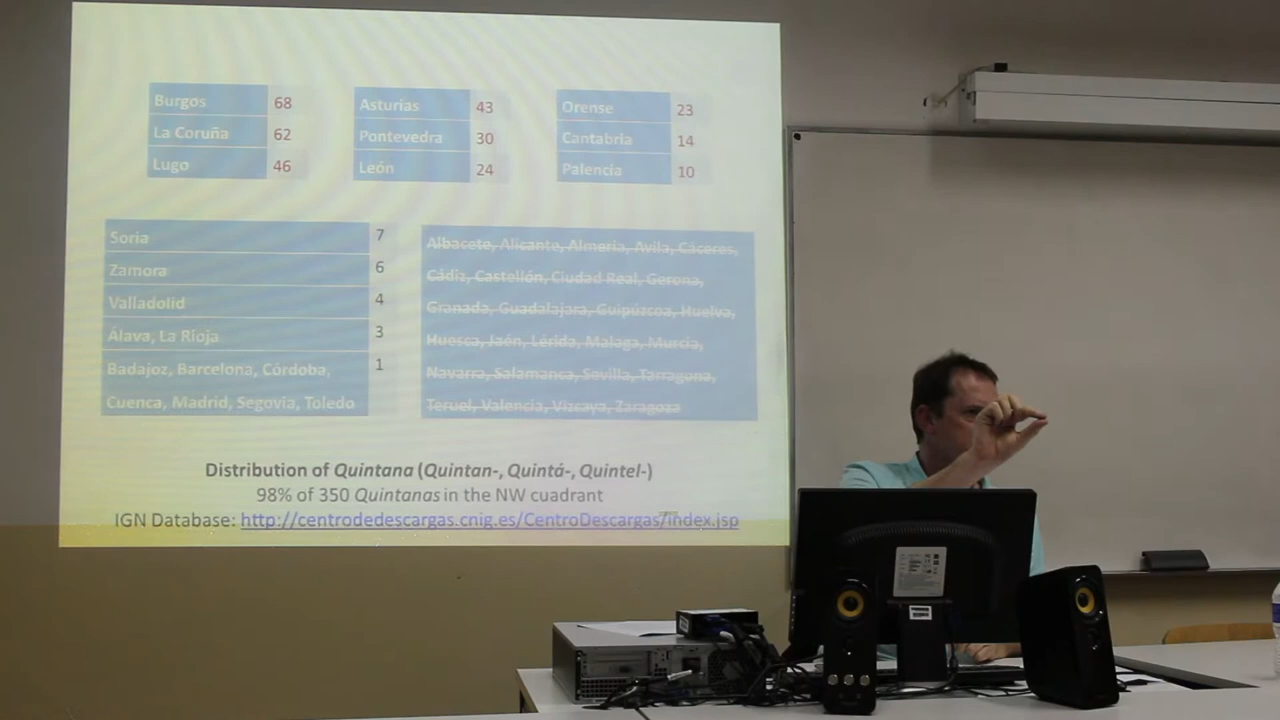 Burgos 68
La Coruña 62
Lugo 46
Asturias 43
Pontevedra 30
León 24
Orense 23
Cantabria 14
Palencia 10
Soria 7
Zamora 6
Valladolid 4
Álava, La Rioja 3
Badajoz, Barcelona, Córdoba, 1
Cuenca, Madrid, Segovia, Toledo
Albacete, Alicante, Almeria, Avila, Cáceres,
Cádiz, Castellón, Ciudad Real, Gerona,
Granada, Guadalajara, Guipúzcoa, Huelva,
Huesca, Jaén, Lérida, Malaga, Murcia,
Navarra, Salamanca, Sevilla, Tarragona,
Teruel, Valencia, Vizcaya, Zaragoza
Distribution of Quintana (Quintan-, Quintá-, Quintel-)
98% of 350 Quintanas in the NW cuadrant
IGN Database: http://centrodedescargas.cnig.es/CentroDescargas/index.jsp